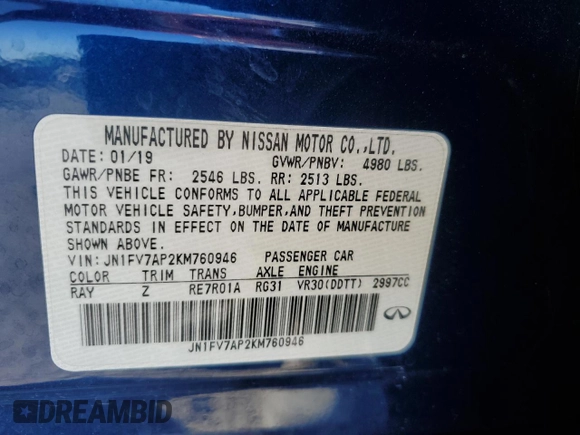 MANUFACTURED BY NISSAN MOTOR CO.,LTD.
DATE: 01/19 GVWR/PNBV: 4980 LBS.
GAWR/PNBE FR: 2546 LBS. RR: 2513 LBS.
THIS VEHICLE CONFORMS TO ALL APPLICABLE FEDERAL
MOTOR VEHICLE SAFETY,BUMPER,AND THEFT PREVENTION
STANDARDS IN EFFECT ON THE DATE OF MANUFACTURE
SHOWN ABOVE.
VIN: JN1FV7AP2KM760946 PASSENGER CAR
COLOR TRIM TRANS AXLE ENGINE
RAY Z RE7R01A RG31 VR30(DDTT) 2997CC
JN1FV7AP2KM760946
DREAMBID